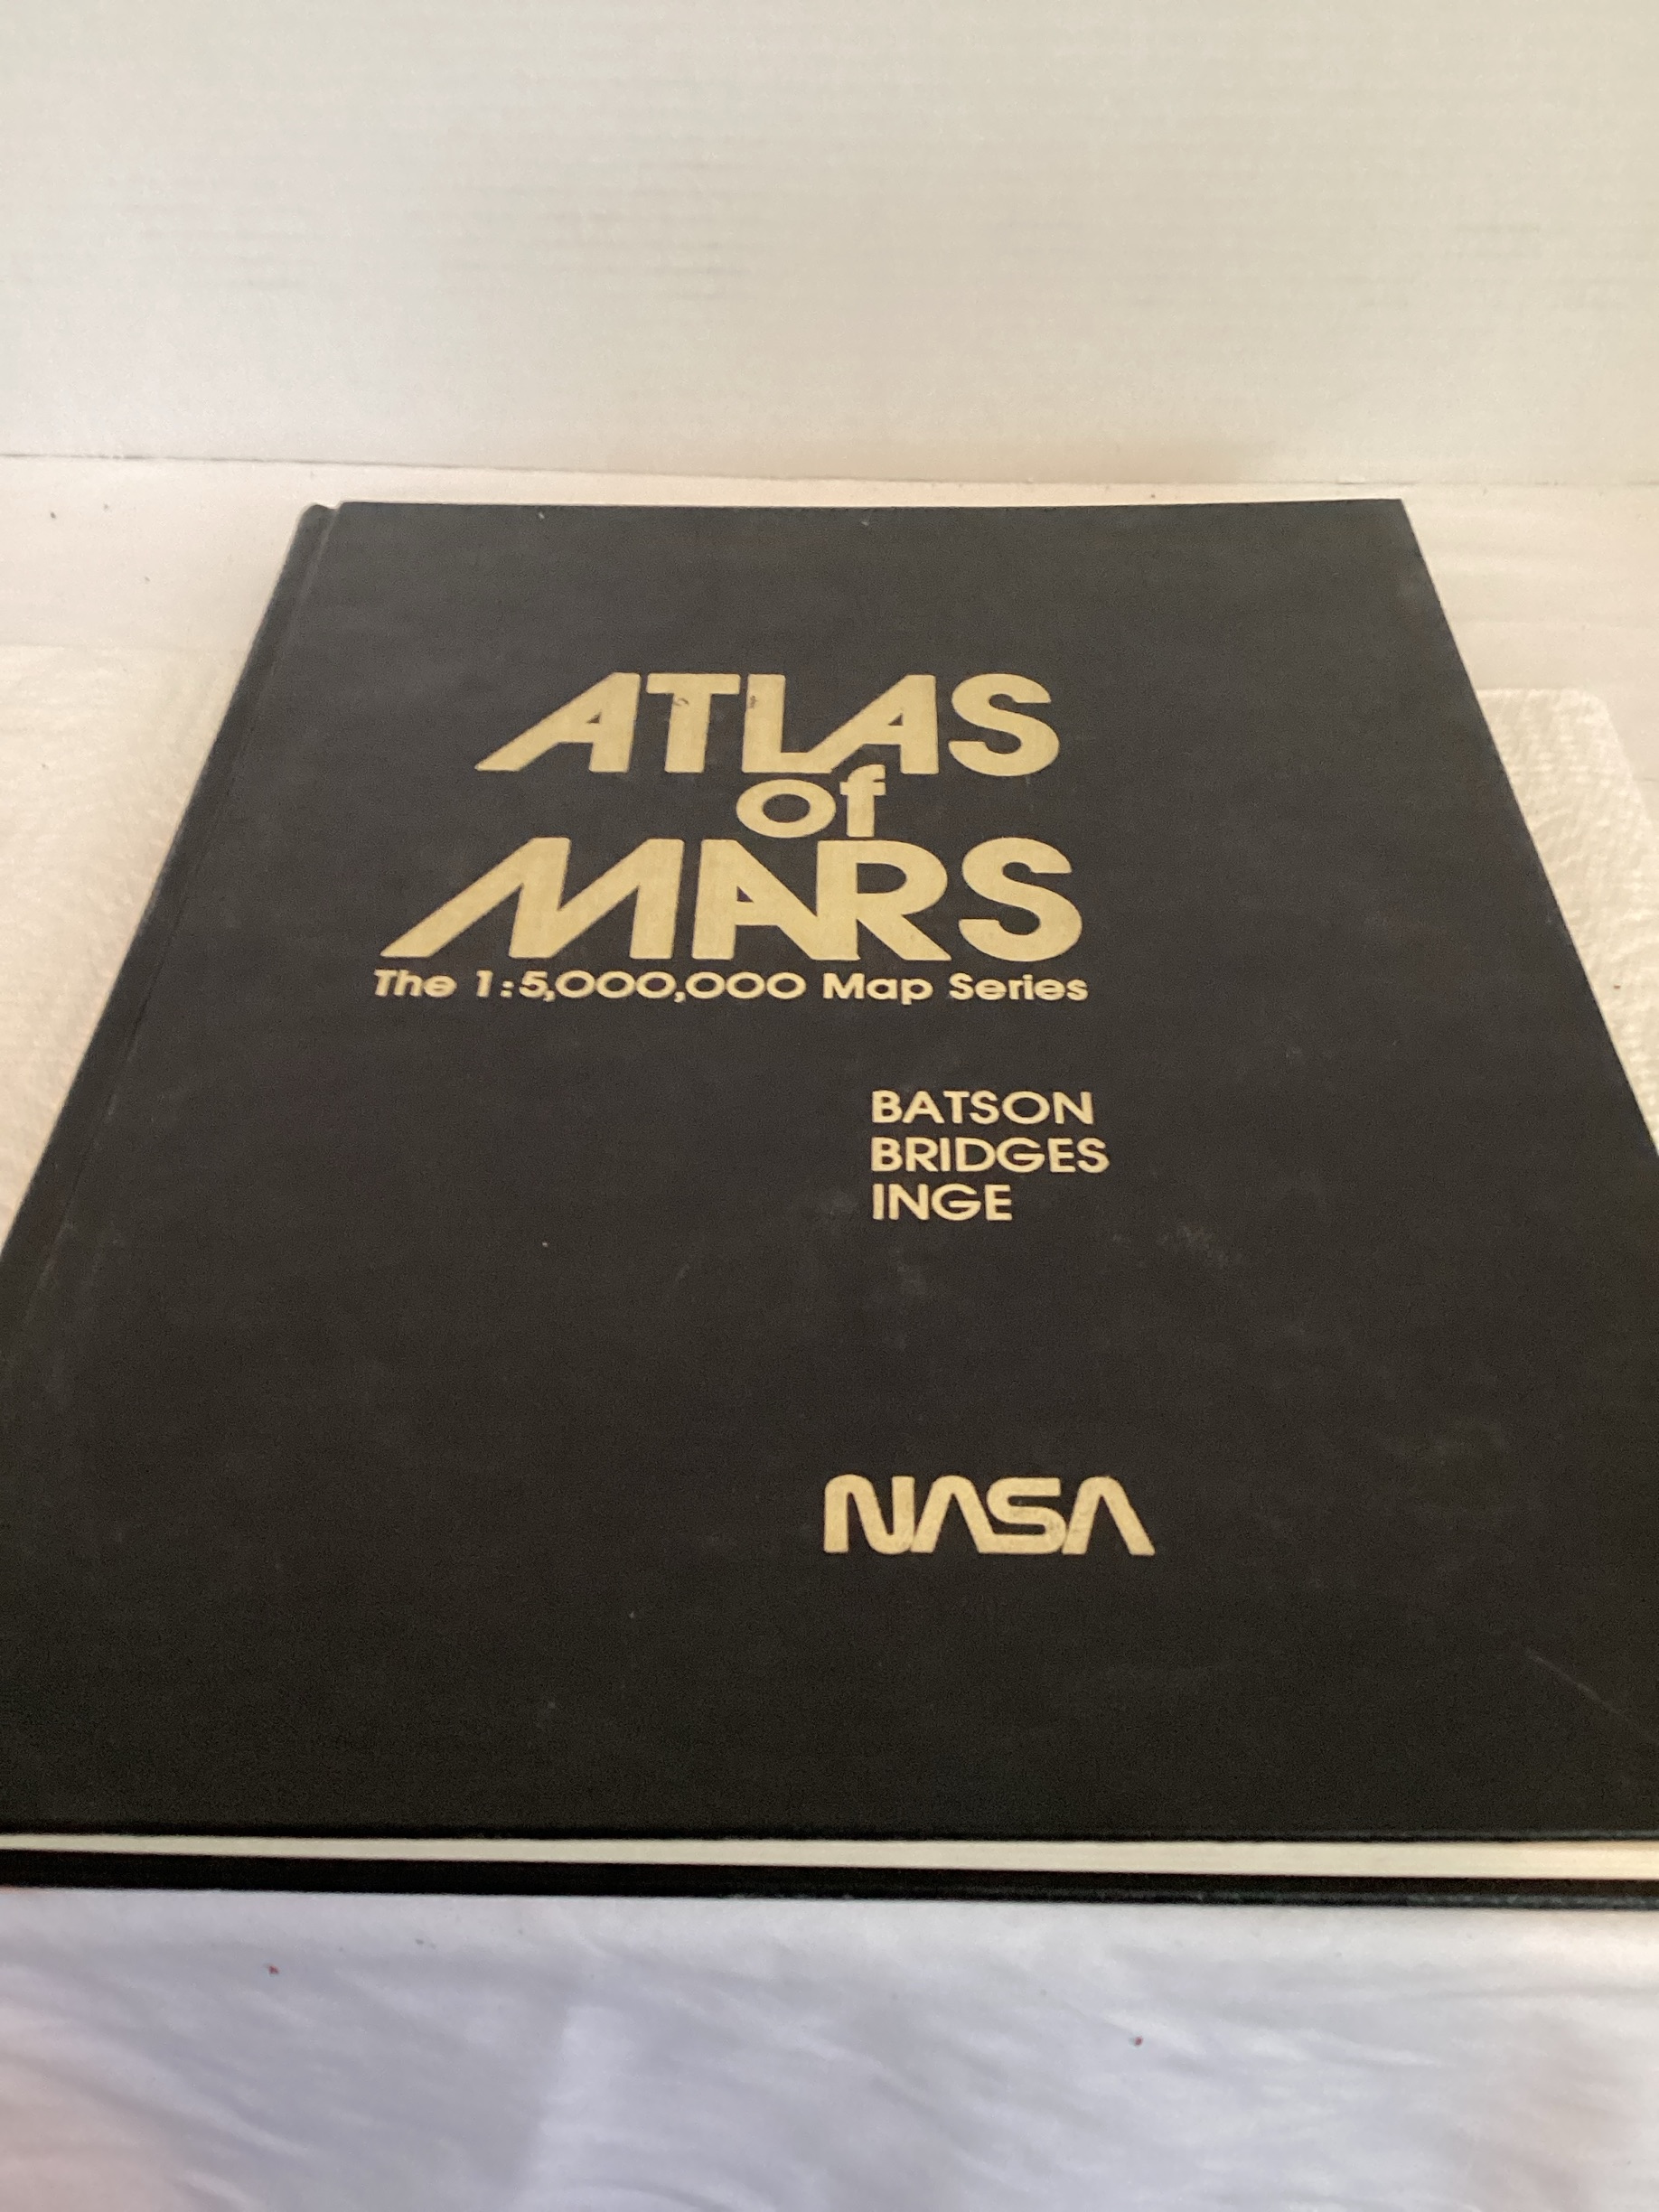 ATLAS
of
MARS
The 1:5,000,000 Map Series
BATSON
BRIDGES
INGE
NASA